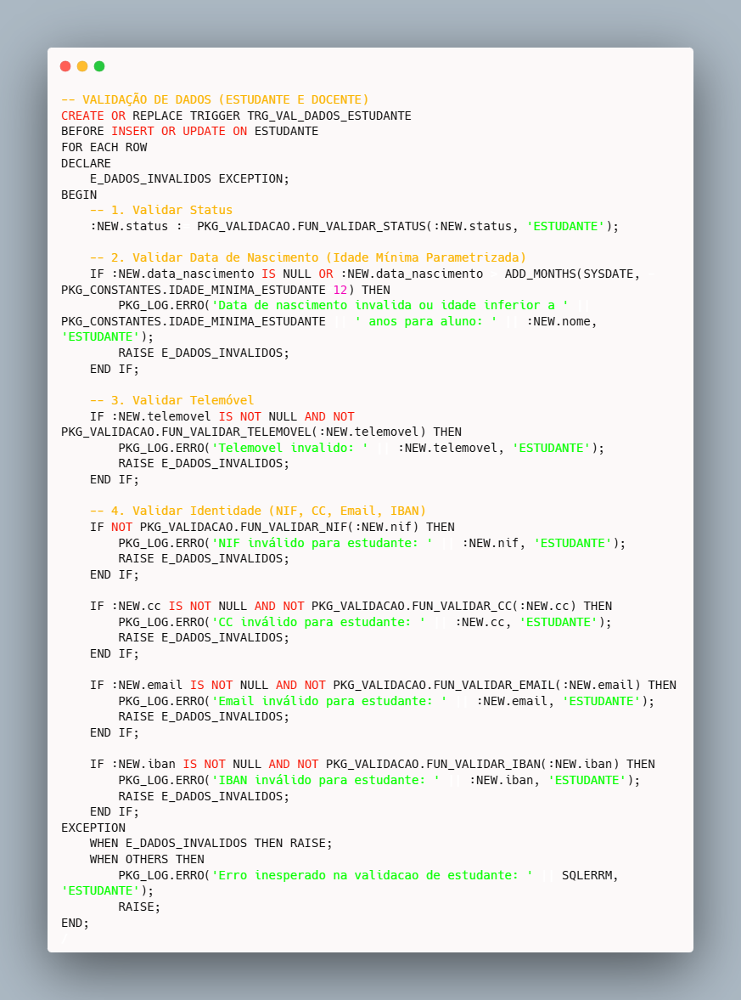 -- VALIDAÇÃO DE DADOS (ESTUDANTE E DOCENTE)
CREATE OR REPLACE TRIGGER TRG_VAL_DADOS_ESTUDANTE
BEFORE INSERT OR UPDATE ON ESTUDANTE
FOR EACH ROW
DECLARE
    E_DADOS_INVALIDOS EXCEPTION;
BEGIN
    -- 1. Validar Status
    :NEW.status :  PKG_VALIDACAO.FUN_VALIDAR_STATUS(:NEW.status, 'ESTUDANTE');

    -- 2. Validar Data de Nascimento (Idade Mínima Parametrizada)
    IF :NEW.data_nascimento IS NULL OR :NEW.data_nascimento   ADD_MONTHS(SYSDATE,
PKG_CONSTANTES.IDADE_MINIMA_ESTUDANTE 12) THEN
        PKG_LOG.ERRO('Data de nascimento invalida ou idade inferior a ' ||
PKG_CONSTANTES.IDADE_MINIMA_ESTUDANTE || ' anos para aluno: ' || :NEW.nome,
'ESTUDANTE');
        RAISE E_DADOS_INVALIDOS;
    END IF;

    -- 3. Validar Telemóvel
    IF :NEW.telemovel IS NOT NULL AND NOT
PKG_VALIDACAO.FUN_VALIDAR_TELEMOVEL(:NEW.telemovel) THEN
        PKG_LOG.ERRO('Telemovel invalido: ' || :NEW.telemovel, 'ESTUDANTE');
        RAISE E_DADOS_INVALIDOS;
    END IF;

    -- 4. Validar Identidade (NIF, CC, Email, IBAN)
    IF NOT PKG_VALIDACAO.FUN_VALIDAR_NIF(:NEW.nif) THEN
        PKG_LOG.ERRO('NIF inválido para estudante: ' || :NEW.nif, 'ESTUDANTE');
        RAISE E_DADOS_INVALIDOS;
    END IF;

    IF :NEW.cc IS NOT NULL AND NOT PKG_VALIDACAO.FUN_VALIDAR_CC(:NEW.cc) THEN
        PKG_LOG.ERRO('CC inválido para estudante: ' || :NEW.cc, 'ESTUDANTE');
        RAISE E_DADOS_INVALIDOS;
    END IF;

    IF :NEW.email IS NOT NULL AND NOT PKG_VALIDACAO.FUN_VALIDAR_EMAIL(:NEW.email) THEN
        PKG_LOG.ERRO('Email inválido para estudante: ' || :NEW.email, 'ESTUDANTE');
        RAISE E_DADOS_INVALIDOS;
    END IF;

    IF :NEW.iban IS NOT NULL AND NOT PKG_VALIDACAO.FUN_VALIDAR_IBAN(:NEW.iban) THEN
        PKG_LOG.ERRO('IBAN inválido para estudante: ' || :NEW.iban, 'ESTUDANTE');
        RAISE E_DADOS_INVALIDOS;
    END IF;
EXCEPTION
    WHEN E_DADOS_INVALIDOS THEN RAISE;
    WHEN OTHERS THEN
        PKG_LOG.ERRO('Erro inesperado na validacao de estudante: ' || SQLERRM,
'ESTUDANTE');
        RAISE;
END;